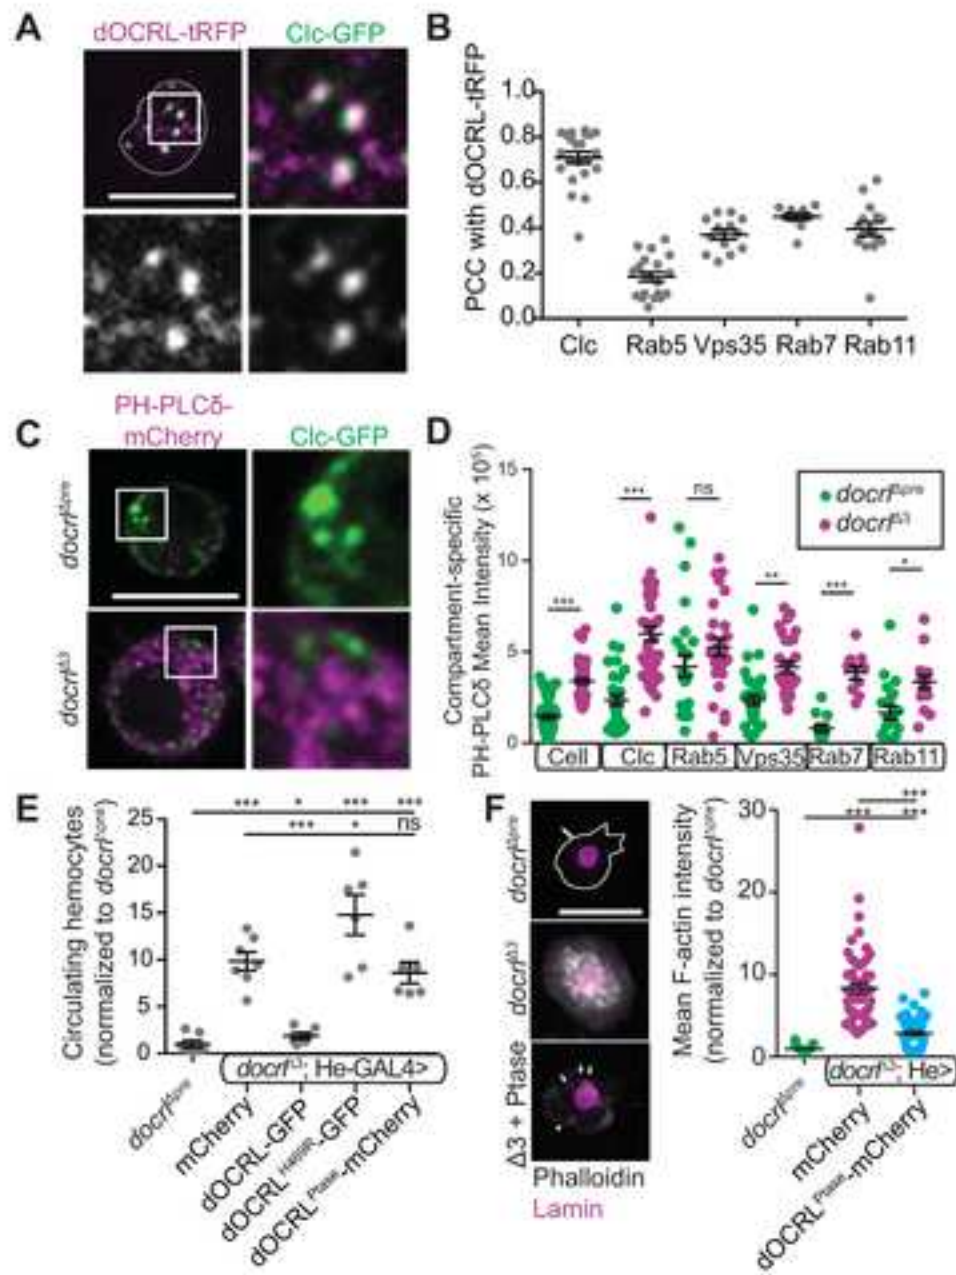 A
dOCRL-tRFP
Clc-GFP
B
PCC with dOCRL-tRFP
1.0
0.8
0.6
0.4
0.2
0.0
Clc
Rab5
Vps35
Rab7
Rab11
C
PH-PLCδ-
mCherry
Clc-GFP
docrl^Δpre
docrl^Δ3
D
Compartment-specific
PH-PLCδ Mean Intensity (x 10⁵)
15
10
5
0
***
***
ns
**
***
*
docrl^Δpre
docrl^Δ3
Cell
Clc
Rab5
Vps35
Rab7
Rab11
E
Circulating hemocytes
(normalized to docrl^Δpre)
25
20
15
10
5
0
*** * *** ***
*** * ns
docrl^Δ3; He-GAL4>
docrl^Δpre
mCherry
dOCRL-GFP
dOCRL -GFP
dOCRL^Ptase-mCherry
F
docrl^Δpre
docrl^Δ3
Δ3 + Ptase
Phalloidin
Lamin
Mean F-actin intensity
(normalized to docrl^Δpre)
30
20
10
0
***
*** ***
docrl^Δ3; He>
docrl^Δpre
mCherry
dOCRL^Ptase-mCherry